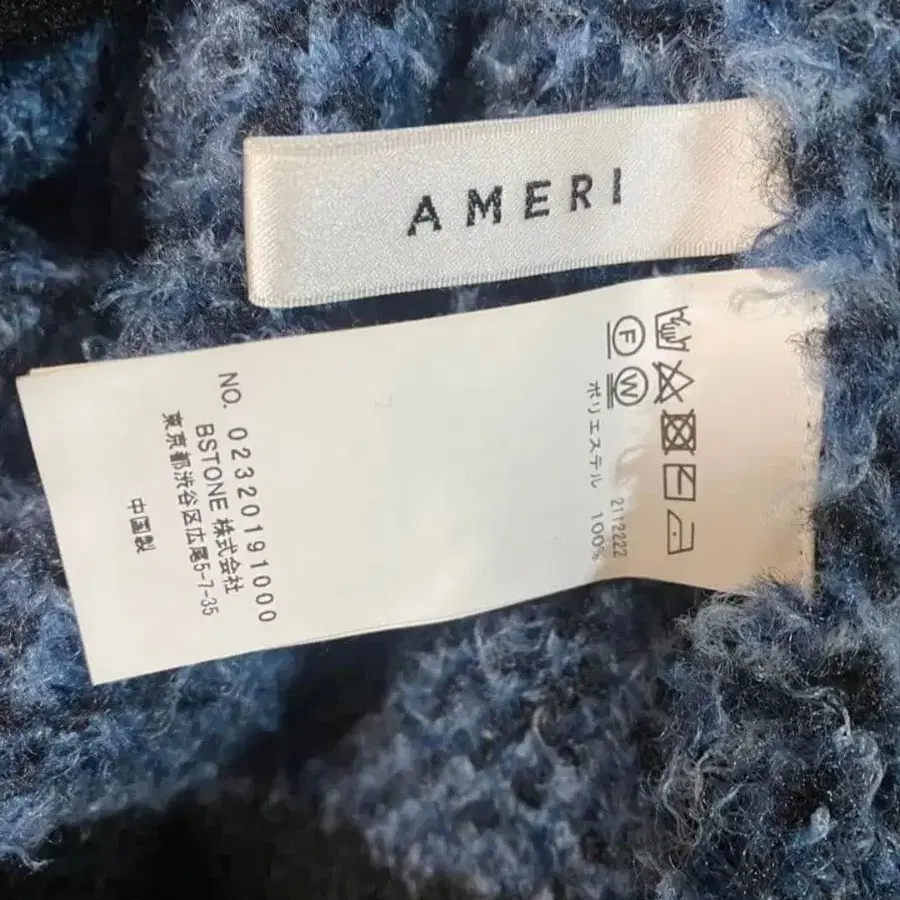 AMERI
F
W
ポリエステル 100%
2112222
NO. 02320191000
BSTONE 株式会社
東京都渋谷区広尾5-7-35
中国製